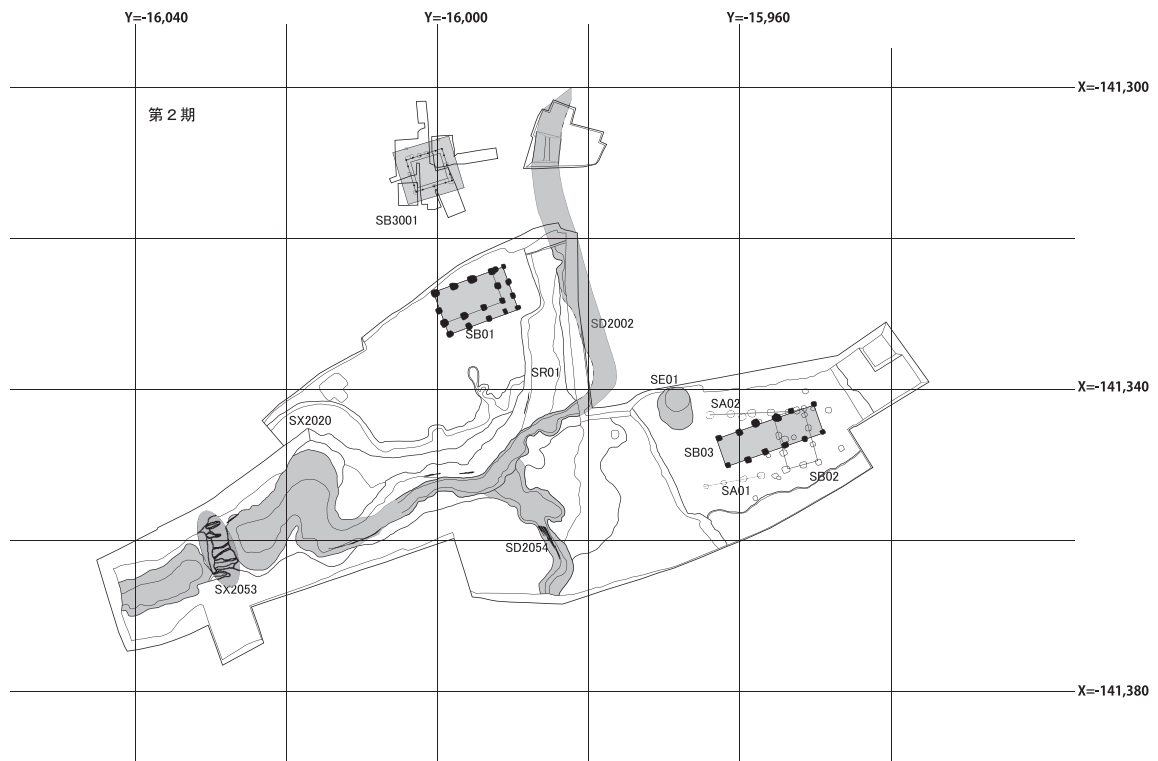 Y=-16,040
Y=-16,000
Y=-15,960
X=-141,300
第2期
SB3001
SB01
SD2002
SR01
SE01
X=-141,340
SA02
SX2020
SB03
SB02
SA01
SD2054
SX2053
X=-141,380